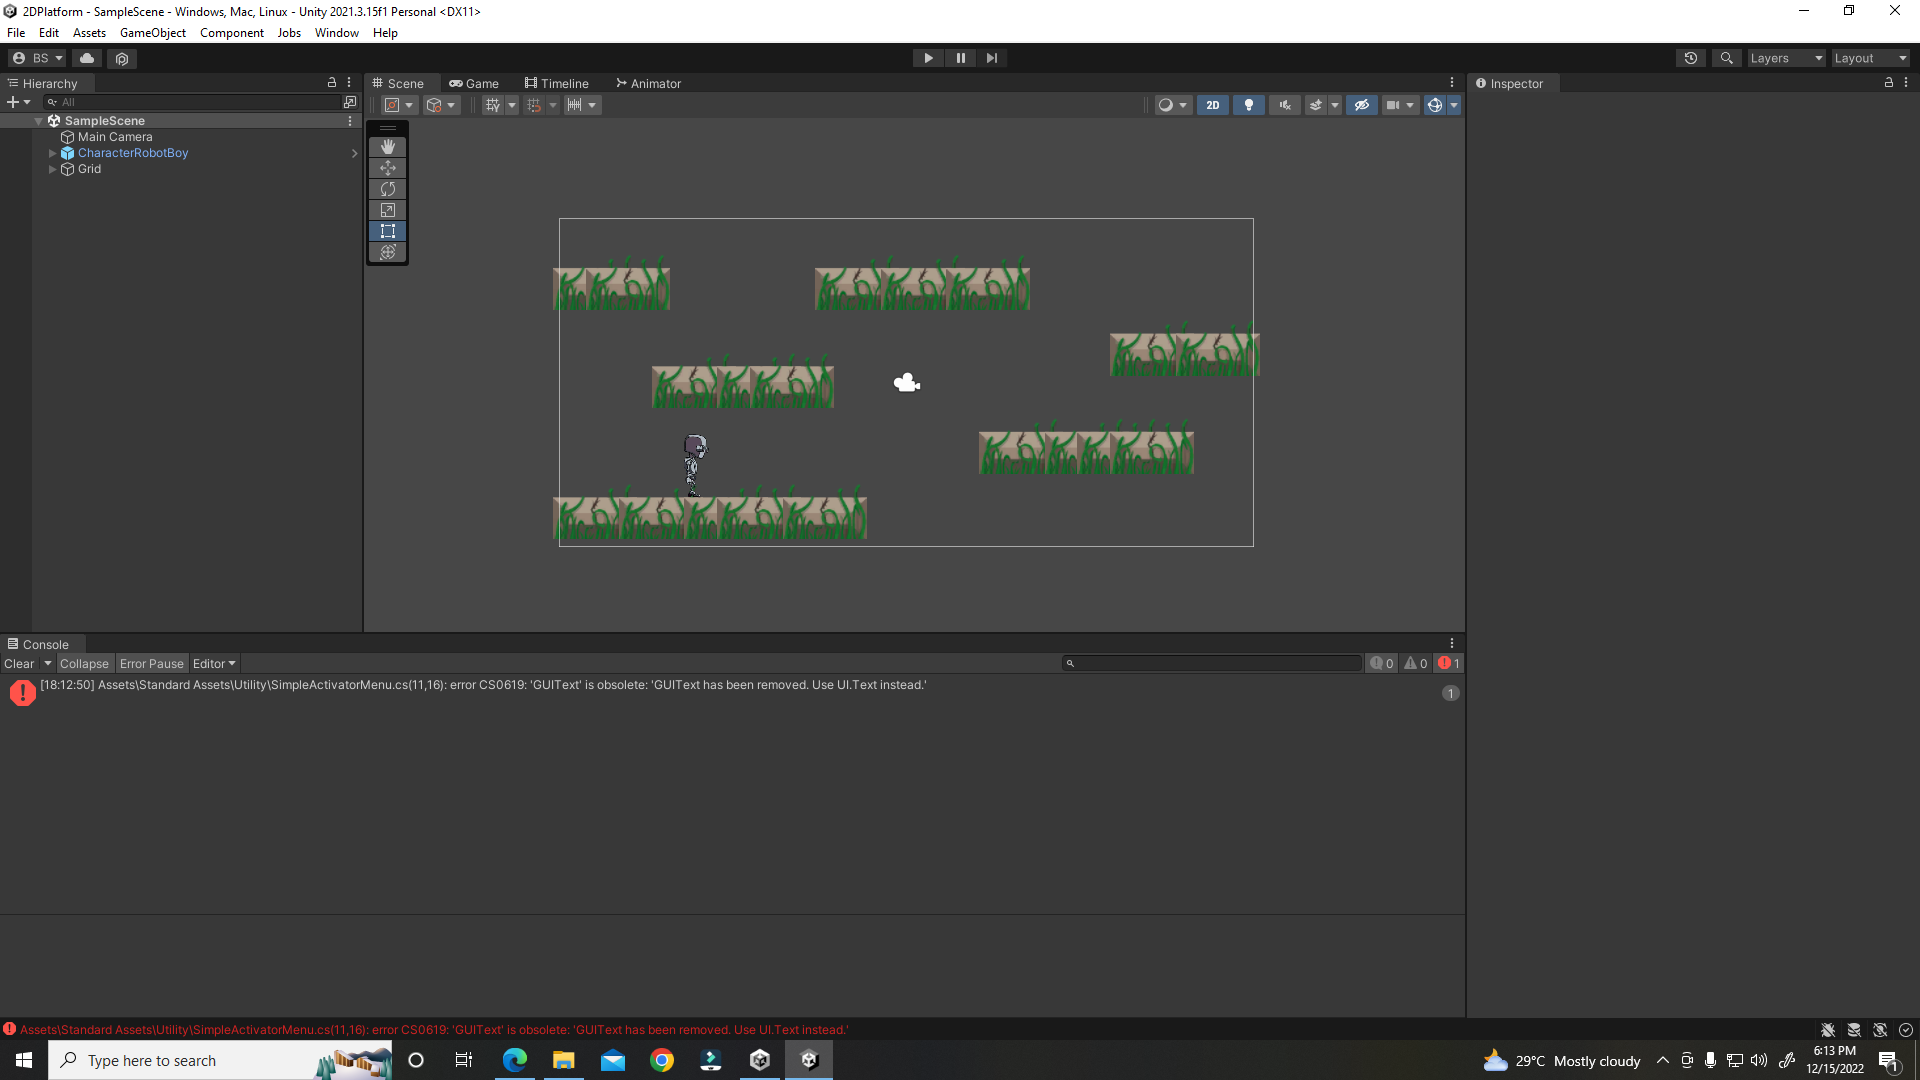 2DPlatform - SampleScene - Windows, Mac, Linux - Unity 2021.3.15f1 Personal <DX11>
File Edit Assets GameObject Component Jobs Window Help
BS Layers Layout
Hierarchy Scene Game Timeline Animator Inspector
All 2D
SampleScene
Main Camera
CharacterRobotBoy
Grid
Console
Clear Collapse Error Pause Editor 0 0 1
[18:12:50] Assets\Standard Assets\Utility\SimpleActivatorMenu.cs(11,16): error CS0619: 'GUIText' is obsolete: 'GUIText has been removed. Use UI.Text instead.'
1
Assets\Standard Assets\Utility\SimpleActivatorMenu.cs(11,16): error CS0619: 'GUIText' is obsolete: 'GUIText has been removed. Use UI.Text instead.'
Type here to search 29°C Mostly cloudy 6:13 PM
12/15/2022 1